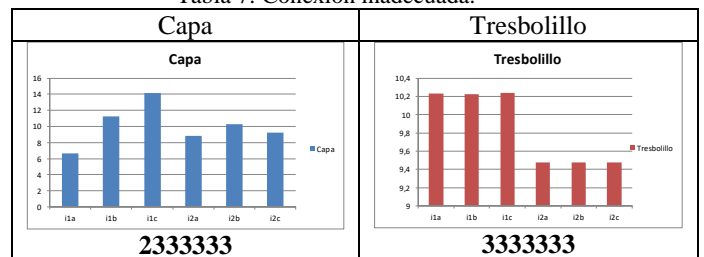 Tabla 7. Conexión inadecuada.
Capa
Tresbolillo
Capa
16
14
12
10
8
6
4
2
0
i1a i1b i1c i2a i2b i2c
Capa
Tresbolillo
10,4
10,2
10
9,8
9,6
9,4
9,2
9
i1a i1b i1c i2a i2b i2c
Tresbolillo
2333333
3333333